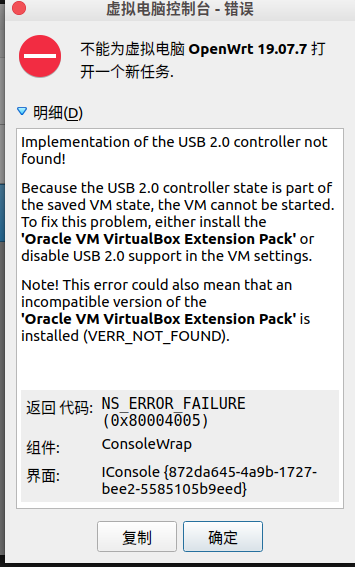 虚拟电脑控制台 - 错误
不能为虚拟电脑 OpenWrt 19.07.7 打
开一个新任务.
明细(D)
Implementation of the USB 2.0 controller not
found!
Because the USB 2.0 controller state is part of
the saved VM state, the VM cannot be started.
To fix this problem, either install the
'Oracle VM VirtualBox Extension Pack' or
disable USB 2.0 support in the VM settings.
Note! This error could also mean that an
incompatible version of the
'Oracle VM VirtualBox Extension Pack' is
installed (VERR_NOT_FOUND).
返回 代码: NS_ERROR_FAILURE
(0x80004005)
组件: ConsoleWrap
界面: IConsole {872da645-4a9b-1727-
bee2-5585105b9eed}
复制 确定